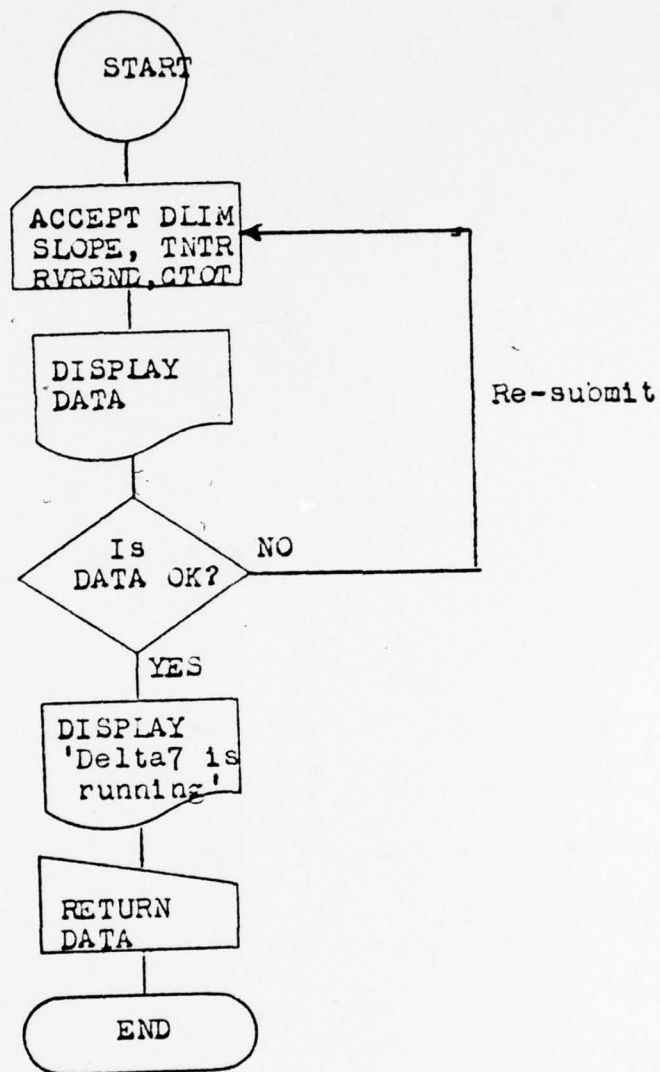 START
ACCEPT DLIM
SLOPE, TNTR
RVRSND,CTOT
DISPLAY
DATA
Re-submit
Is
DATA OK?
NO
YES
DISPLAY
'Delta7 is
running'
RETURN
DATA
END